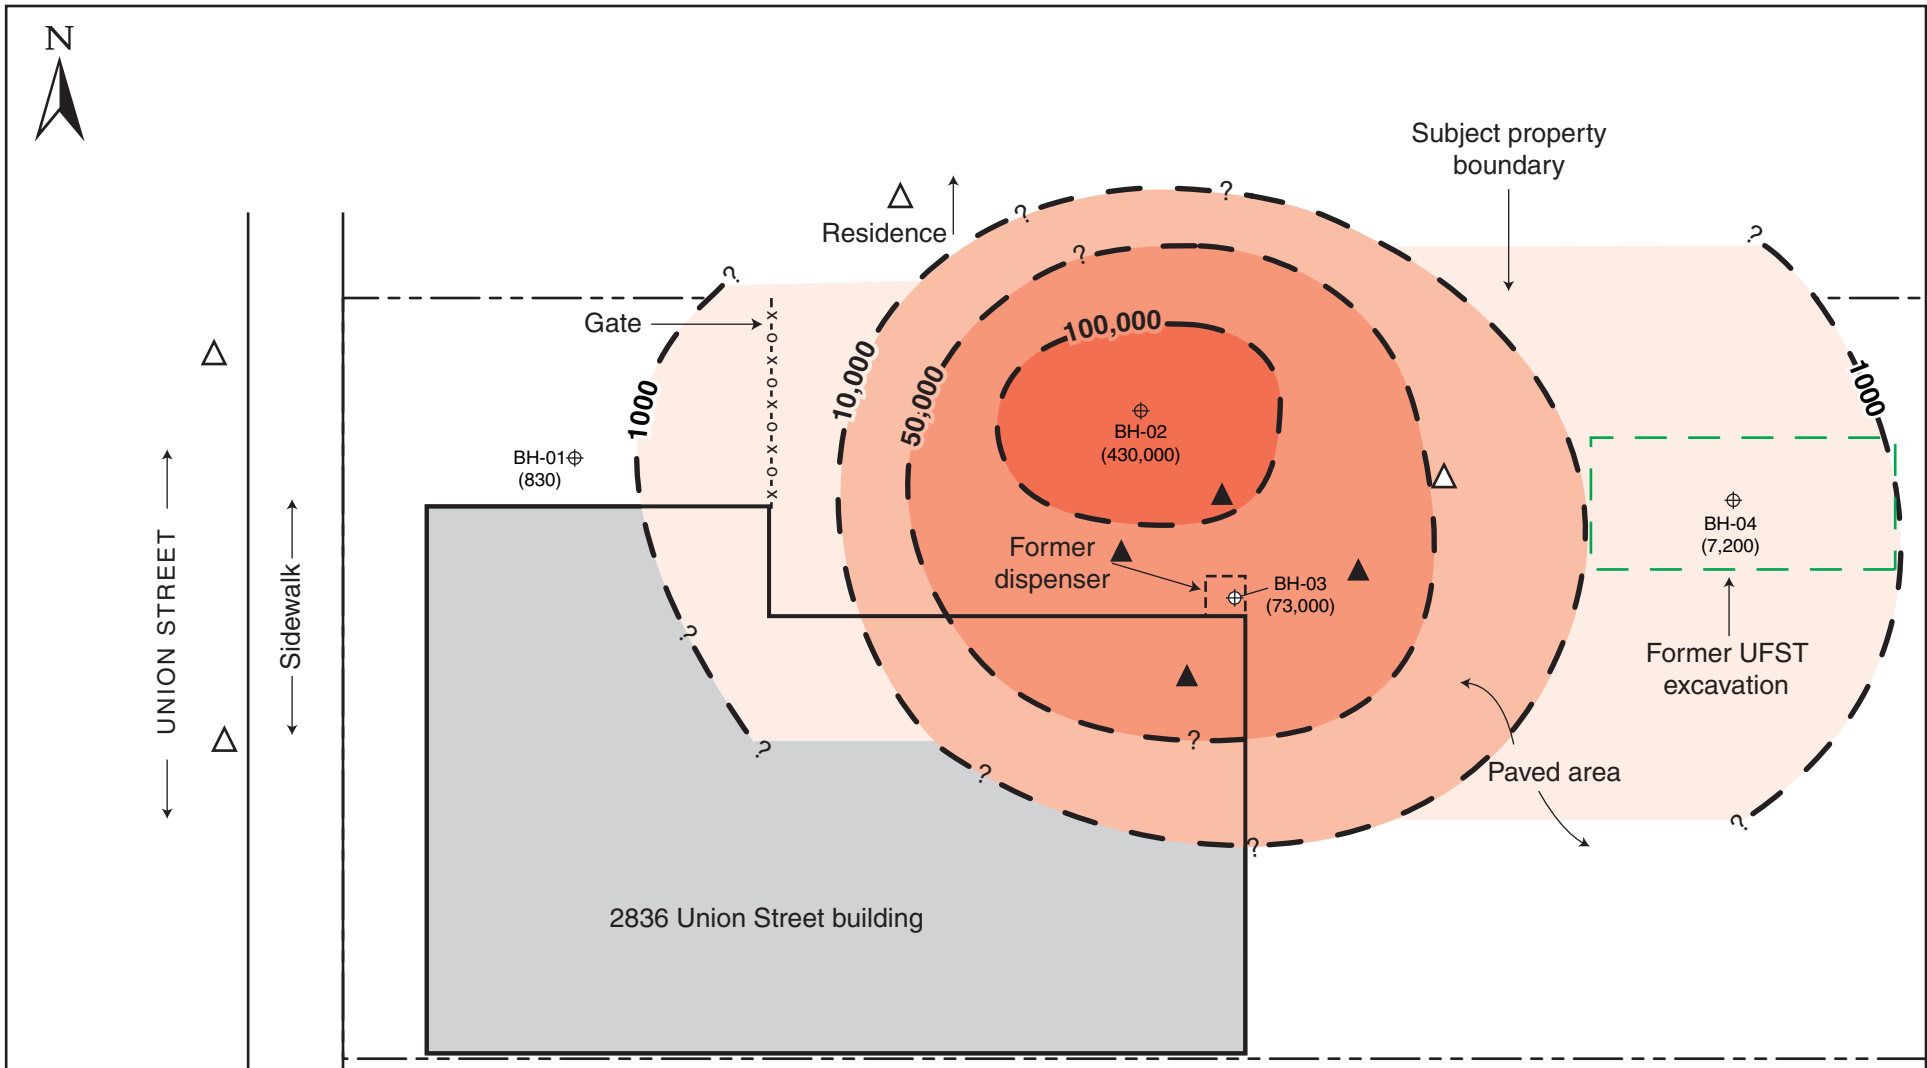 N
Subject property
boundary
?
?
?
Residence
?
?
?
Gate
100,000
10,000
50,000
1000
1000
BH-02
(430,000)
BH-01
(830)
x-o-x-o-x-o-x-o-x
UNION STREET
Sidewalk
BH-04
(7,200)
Former
dispenser
BH-03
(73,000)
Former UFST
excavation
?
?
?
?
Paved area
?
?
2836 Union Street building